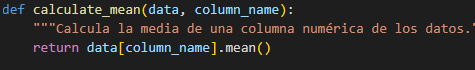 def calculate_mean(data, column_name):
"""Calcula la media de una columna numérica de los datos."
return data[column_name].mean()